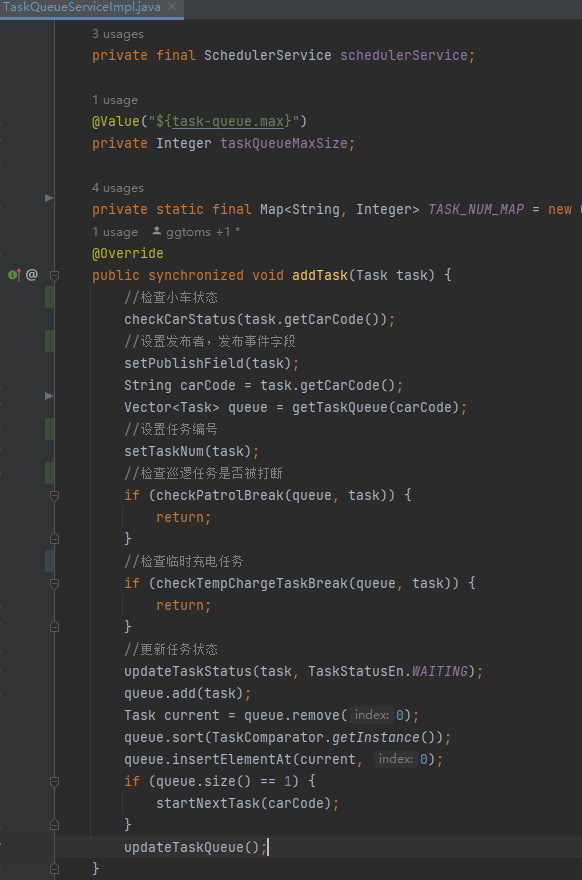 TaskQueueServiceImpl.java
3 usages
private final SchedulerService schedulerService;
1 usage
@Value("${task-queue.max}")
private Integer taskQueueMaxSize;
4 usages
private static final Map<String, Integer> TASK_NUM_MAP = new
1 usage ggtoms +1 *
@Override
public synchronized void addTask(Task task) {
//检查小车状态
checkCarStatus(task.getCarCode());
//设置发布者，发布事件字段
setPublishField(task);
String carCode = task.getCarCode();
Vector<Task> queue = getTaskQueue(carCode);
//设置任务编号
setTaskNum(task);
//检查巡逻任务是否被打断
if (checkPatrolBreak(queue, task)) {
return;
}
//检查临时充电任务
if (checkTempChargeTaskBreak(queue, task)) {
return;
}
//更新任务状态
updateTaskStatus(task, TaskStatusEn.WAITING);
queue.add(task);
Task current = queue.remove( index: 0);
queue.sort(TaskComparator.getInstance());
queue.insertElementAt(current, index: 0);
if (queue.size() == 1) {
startNextTask(carCode);
}
updateTaskQueue();
}